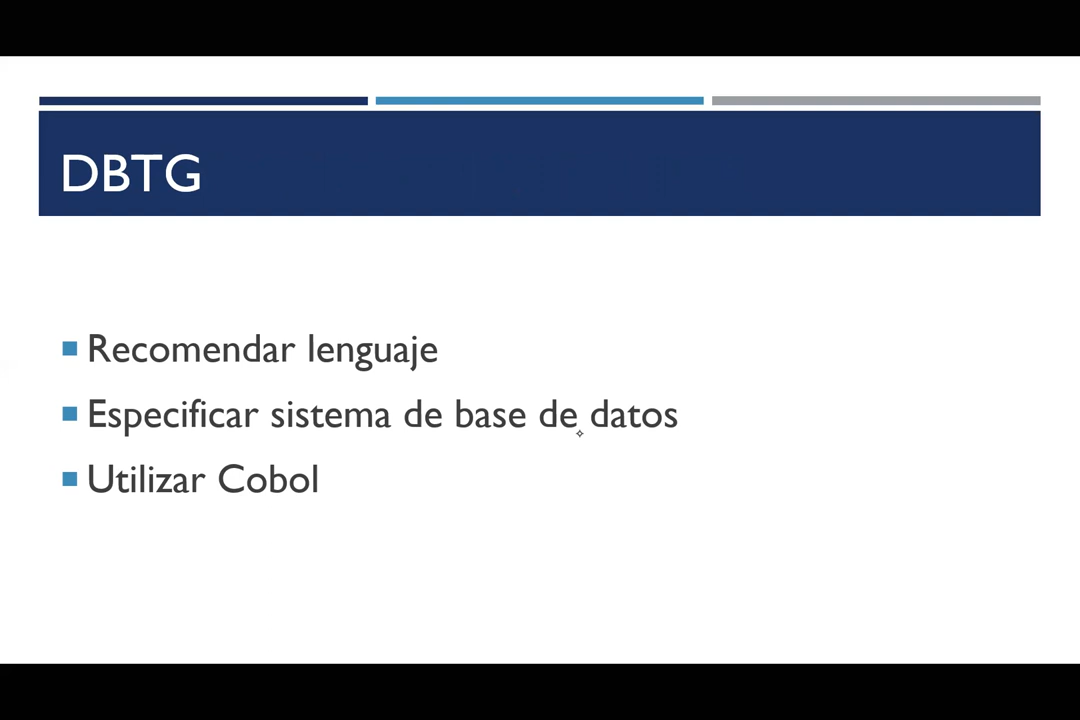 DBTG
Recomendar lenguaje
Especificar sistema de base de datos
Utilizar Cobol